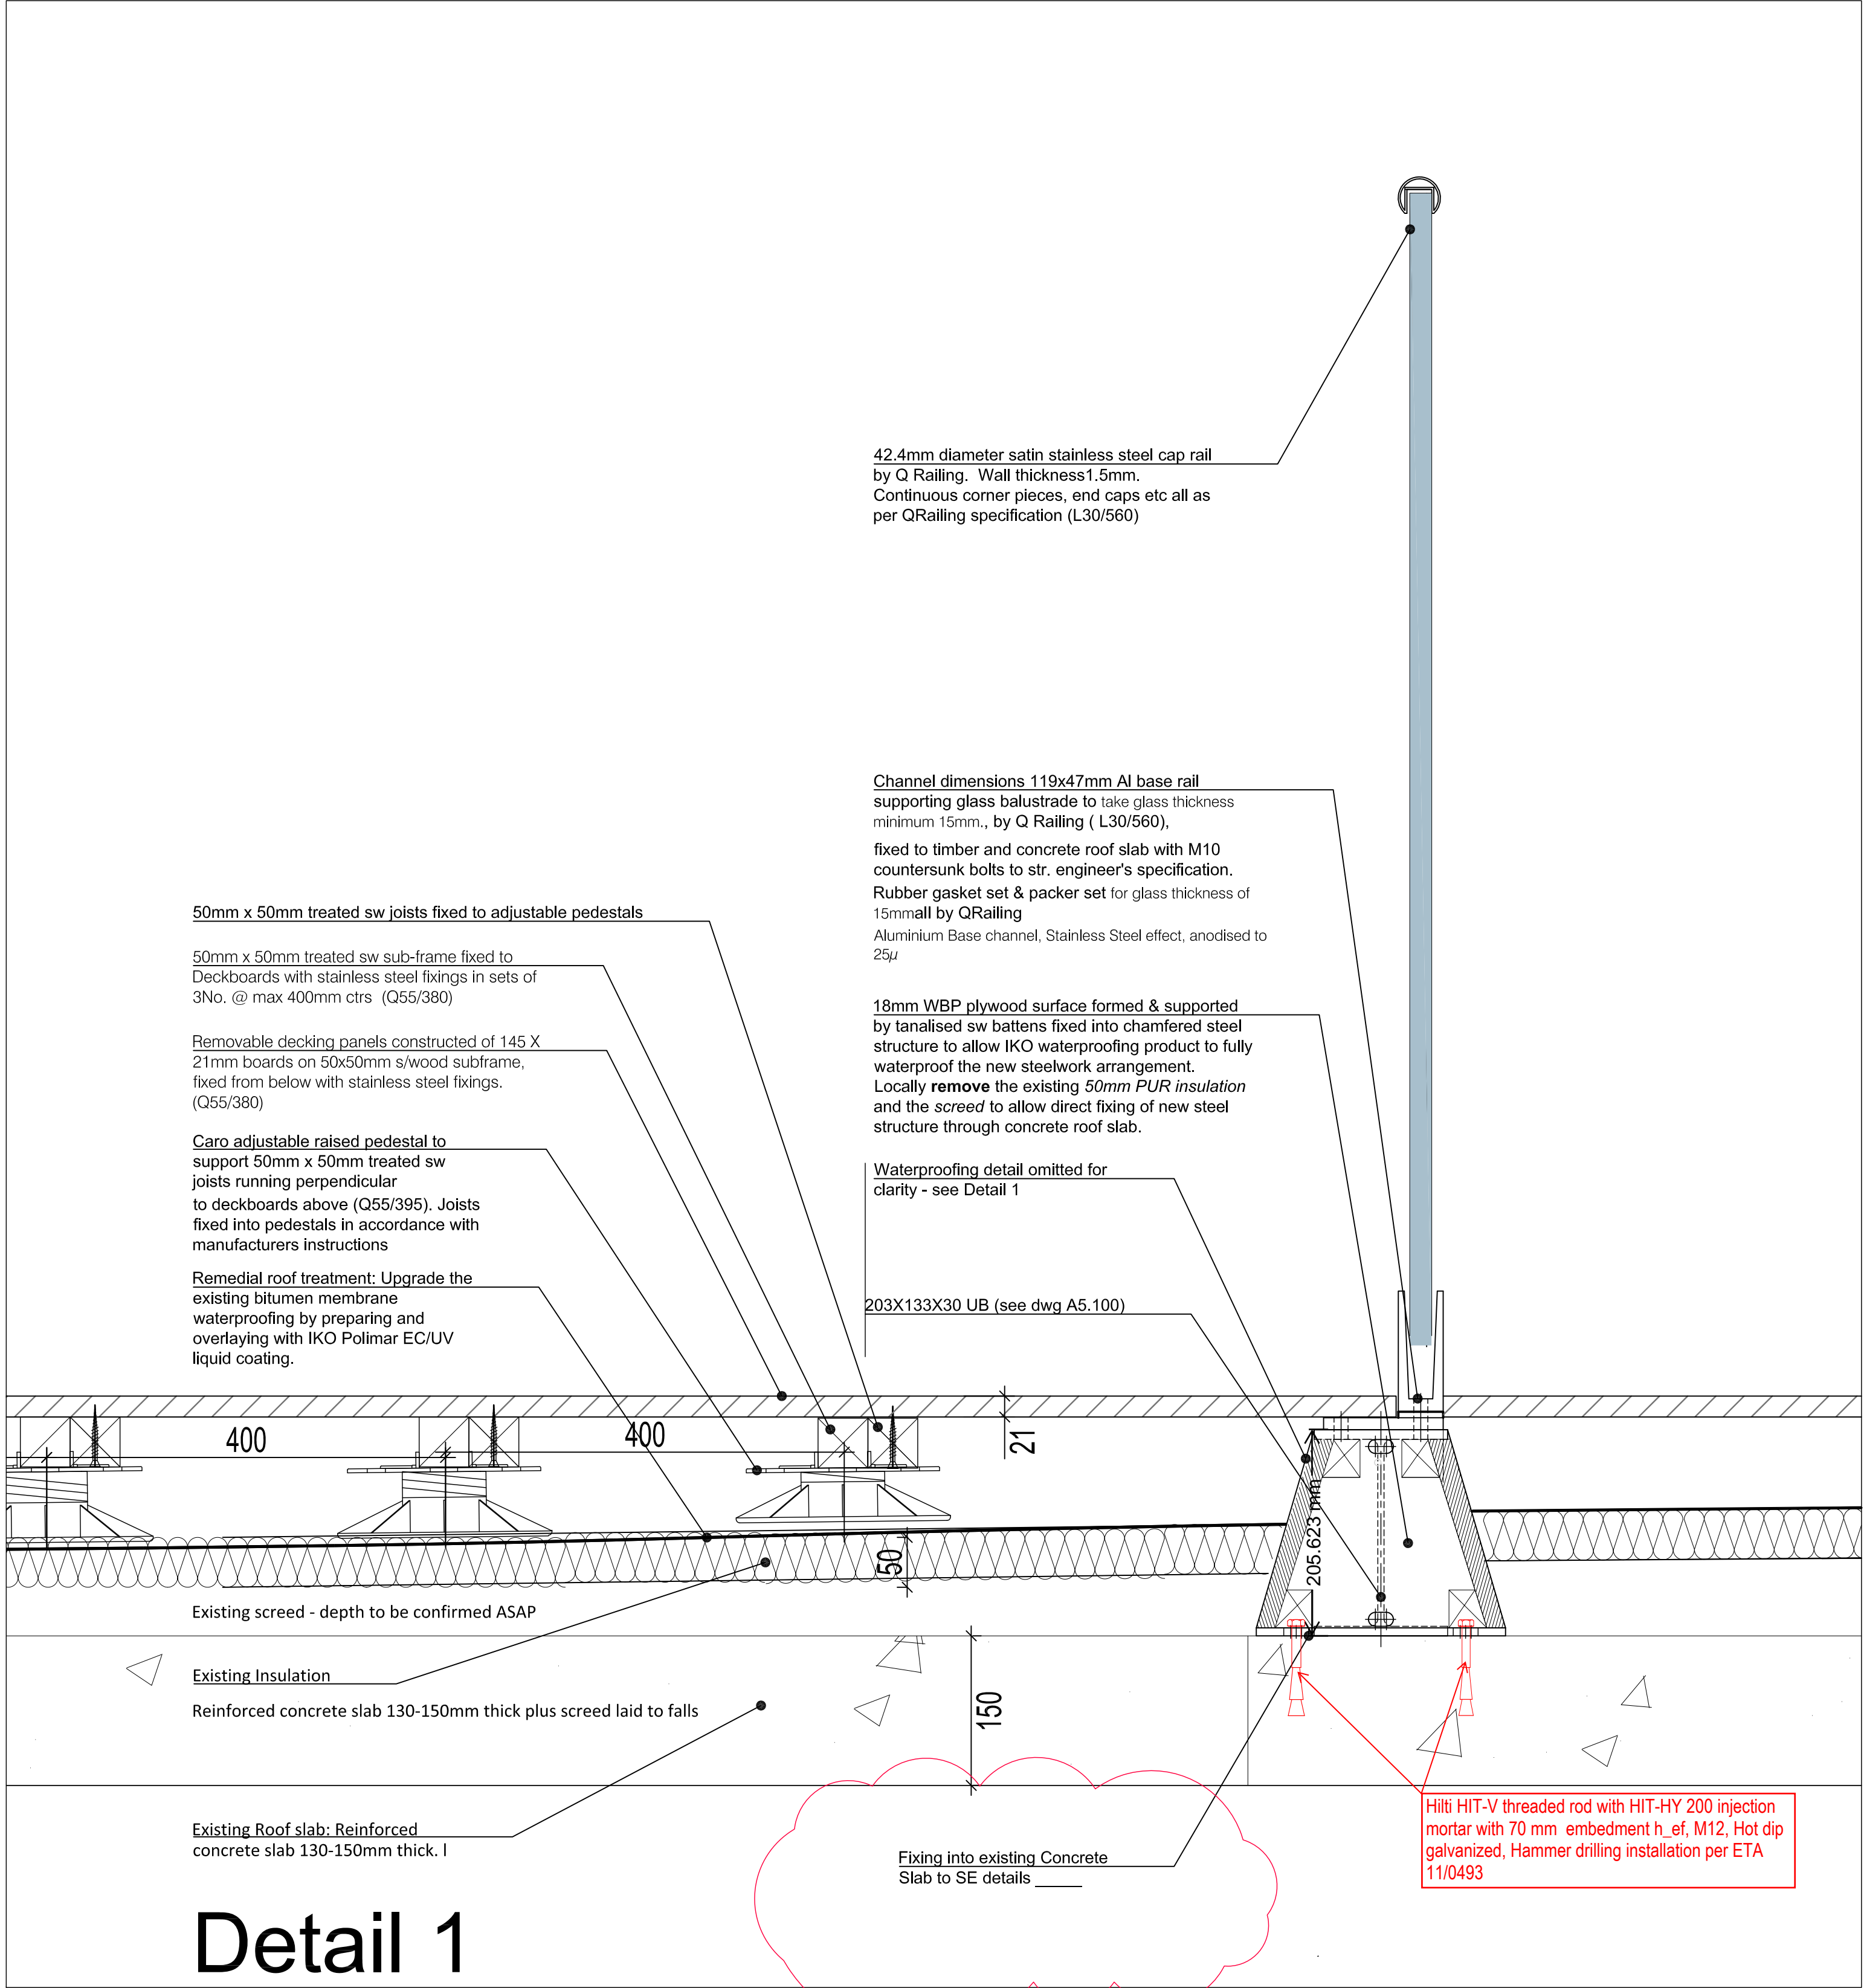 42.4mm diameter satin stainless steel cap rail
by Q Railing. Wall thickness1.5mm.
Continuous corner pieces, end caps etc all as
per QRailing specification (L30/560)
Channel dimensions 119x47mm Al base rail
supporting glass balustrade to take glass thickness
minimum 15mm., by Q Railing ( L30/560),
fixed to timber and concrete roof slab with M10
countersunk bolts to str. engineer's specification.
Rubber gasket set & packer set for glass thickness of
15mmall by QRailing
Aluminium Base channel, Stainless Steel effect, anodised to
25µ
18mm WBP plywood surface formed & supported
by tanalised sw battens fixed into chamfered steel
structure to allow IKO waterproofing product to fully
waterproof the new steelwork arrangement.
Locally remove the existing 50mm PUR insulation
and the screed to allow direct fixing of new steel
structure through concrete roof slab.
Waterproofing detail omitted for
clarity - see Detail 1
203X133X30 UB (see dwg A5.100)
50mm x 50mm treated sw joists fixed to adjustable pedestals
50mm x 50mm treated sw sub-frame fixed to
Deckboards with stainless steel fixings in sets of
3No. @ max 400mm ctrs (Q55/380)
Removable decking panels constructed of 145 X
21mm boards on 50x50mm s/wood subframe,
fixed from below with stainless steel fixings.
(Q55/380)
Caro adjustable raised pedestal to
support 50mm x 50mm treated sw
joists running perpendicular
to deckboards above (Q55/395). Joists
fixed into pedestals in accordance with
manufacturers instructions
Remedial roof treatment: Upgrade the
existing bitumen membrane
waterproofing by preparing and
overlaying with IKO Polimar EC/UV
liquid coating.
400
400
21
205.623 mm
50
Existing screed - depth to be confirmed ASAP
Existing Insulation
Reinforced concrete slab 130-150mm thick plus screed laid to falls
150
Existing Roof slab: Reinforced
concrete slab 130-150mm thick. l
Fixing into existing Concrete
Slab to SE details _____
Hilti HIT-V threaded rod with HIT-HY 200 injection
mortar with 70 mm embedment h_ef, M12, Hot dip
galvanized, Hammer drilling installation per ETA
11/0493
Detail 1